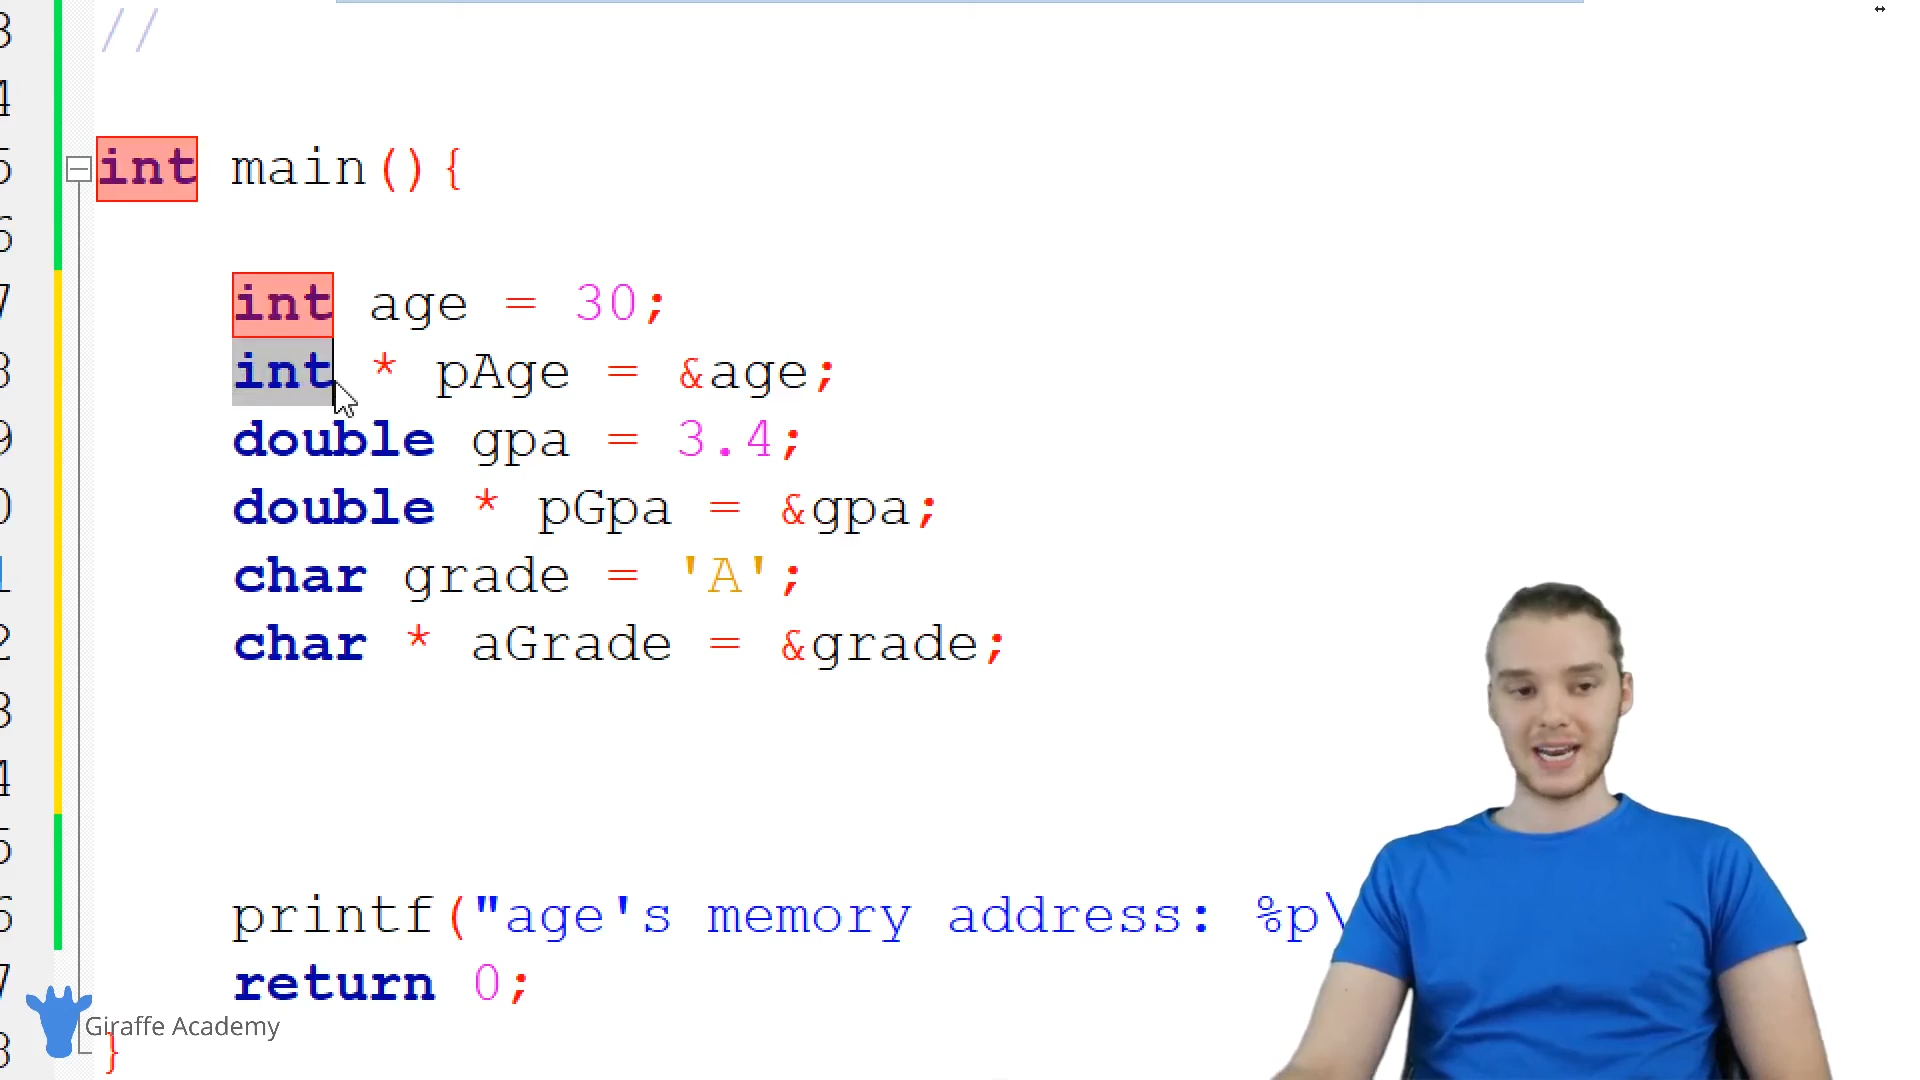 //
int main(){
int age = 30;
int * pAge = &age;
double gpa = 3.4;
double * pGpa = &gpa;
char grade = 'A';
char * aGrade = &grade;
printf("age's memory address: %p\
return 0;
}
Giraffe Academy